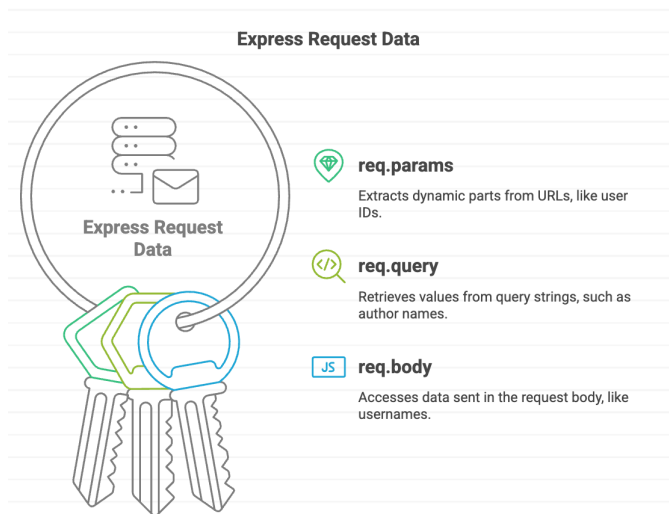 Express Request Data
Express Request
Data
req.params
Extracts dynamic parts from URLs, like user
IDs.
</>
req.query
Retrieves values from query strings, such as
author names.
JS
req.body
Accesses data sent in the request body, like
usernames.